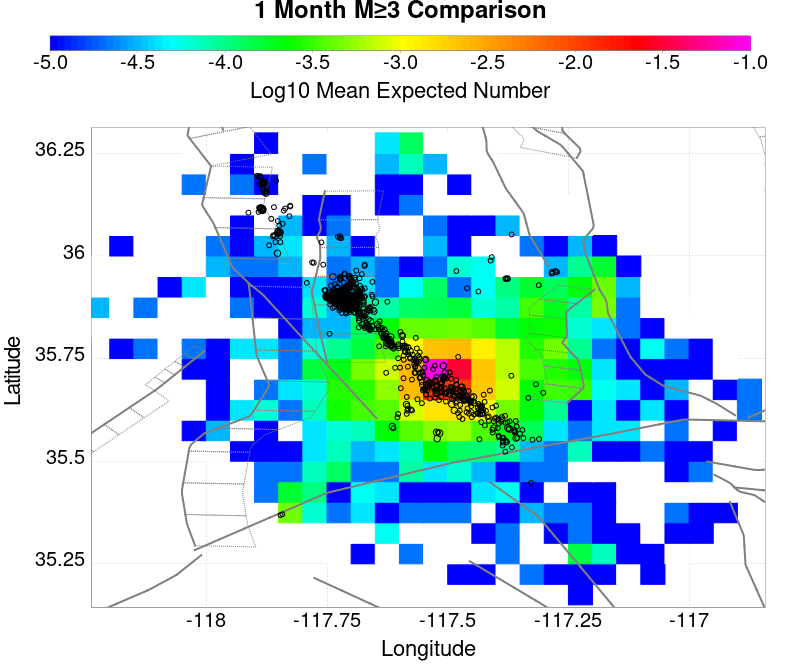 1 Month M≥3 Comparison
-5.0 -4.5 -4.0 -3.5 -3.0 -2.5 -2.0 -1.5 -1.0
Log10 Mean Expected Number
36.25
36
35.75
35.5
35.25
Latitude
-118 -117.75 -117.5 -117.25 -117
Longitude